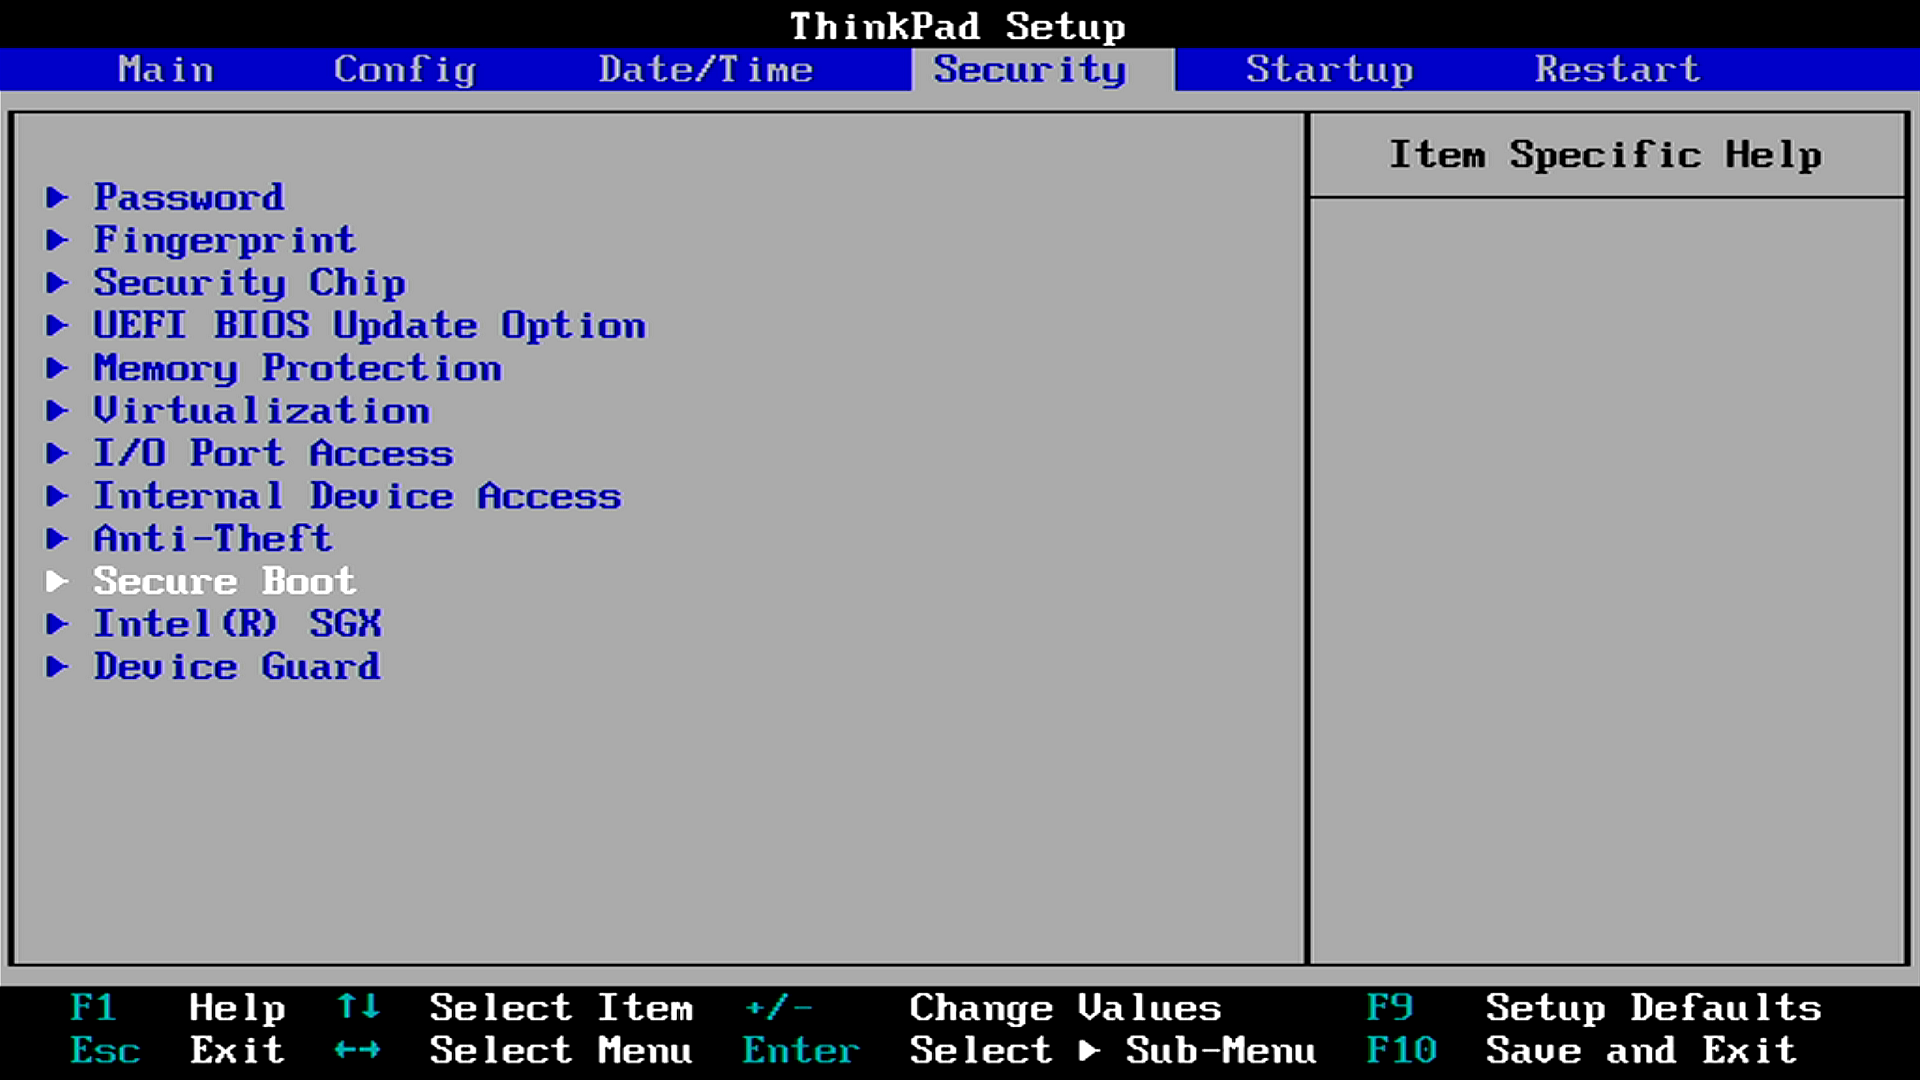 ThinkPad Setup
Main Config Date/Time Security Startup Restart
Item Specific Help
▶ Password
▶ Fingerprint
▶ Security Chip
▶ UEFI BIOS Update Option
▶ Memory Protection
▶ Virtualization
▶ I/O Port Access
▶ Internal Device Access
▶ Anti-Theft
▶ Secure Boot
▶ Intel(R) SGX
▶ Device Guard
F1 Help ↑↓ Select Item +/- Change Values F9 Setup Defaults
Esc Exit ←→ Select Menu Enter Select ▶ Sub-Menu F10 Save and Exit